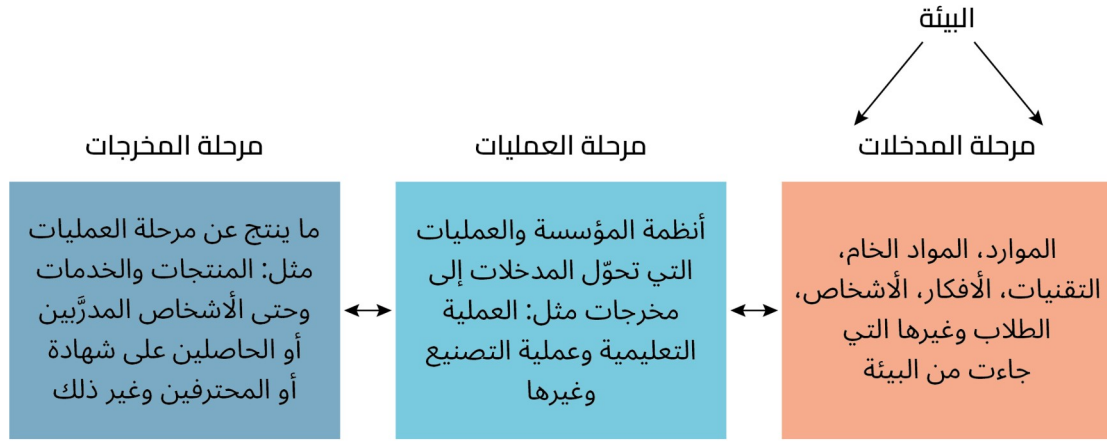 البيئة
مرحلة المدخلات
الموارد، المواد الخام،
التقنيات، الأفكار، الأشخاص،
الطلاب وغيرها التي
جاءت من البيئة
مرحلة العمليات
أنظمة المؤسسة والعمليات
التي تحوّل المدخلات إلى
مخرجات مثل: العملية
التعليمية وعملية التصنيع
وغيرها
مرحلة المخرجات
ما ينتج عن مرحلة العمليات
مثل: المنتجات والخدمات
وحتى الأشخاص المدرَّبين
أو الحاصلين على شهادة
أو المحترفين وغير ذلك